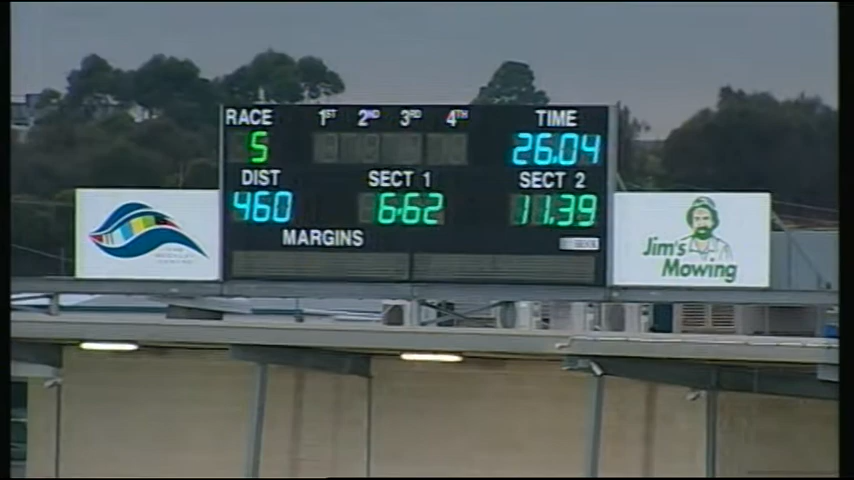 RACE 1ST 2ND 3RD 4TH TIME
5 26.04
DIST SECT 1 SECT 2
460 6.62 11.39
MARGINS
Jim's
Mowing